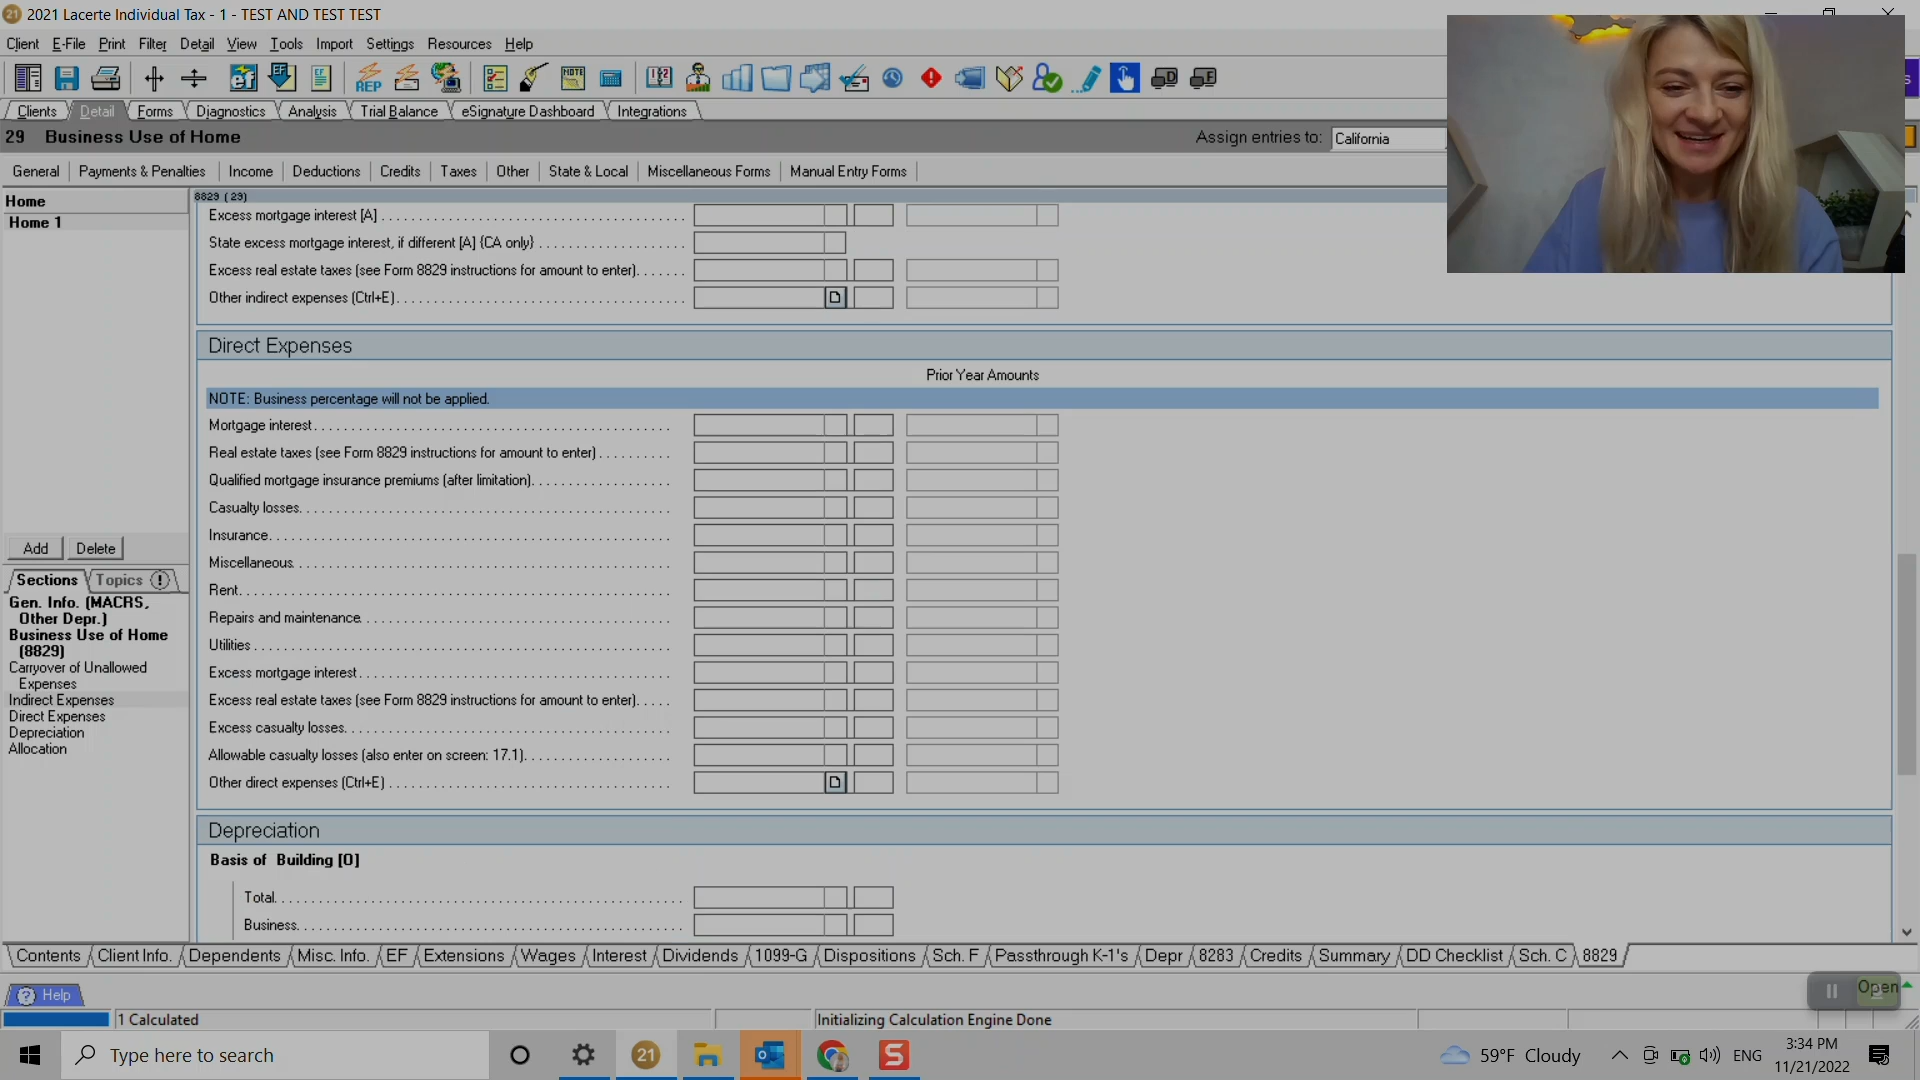 2021 Lacerte Individual Tax - 1 - TEST AND TEST TEST
Client E-File Print Filter Detail View Tools Import Settings Resources Help
Clients Detail Forms Diagnostics Analysis Trial Balance eSignature Dashboard Integrations
29 Business Use of Home
Assign entries to: California
General Payments & Penalties Income Deductions Credits Taxes Other State & Local Miscellaneous Forms Manual Entry Forms
Home
Home 1
8829 (29)
Excess mortgage interest [A]
State excess mortgage interest, if different [A] {CA only}
Excess real estate taxes (see Form 8829 instructions for amount to enter)
Other indirect expenses (Ctrl+E)
Direct Expenses
Prior Year Amounts
NOTE: Business percentage will not be applied.
Mortgage interest
Real estate taxes (see Form 8829 instructions for amount to enter)
Qualified mortgage insurance premiums (after limitation)
Casualty losses
Insurance
Miscellaneous
Rent
Repairs and maintenance
Utilities
Excess mortgage interest
Excess real estate taxes (see Form 8829 instructions for amount to enter)
Excess casualty losses
Allowable casualty losses (also enter on screen: 17.1)
Other direct expenses (Ctrl+E)
Depreciation
Basis of Building [O]
Total
Business
Add Delete
Sections Topics
Gen. Info. (MACRS,
Other Depr.)
Business Use of Home
(8829)
Carryover of Unallowed
Expenses
Indirect Expenses
Direct Expenses
Depreciation
Allocation
Contents Client Info. Dependents Misc. Info. EF Extensions Wages Interest Dividends 1099-G Dispositions Sch. F Passthrough K-1's Depr 8283 Credits Summary DD Checklist Sch. C 8829
Help
Open
1 Calculated
Initializing Calculation Engine Done
Type here to search
21
59°F Cloudy
ENG
3:34 PM
11/21/2022